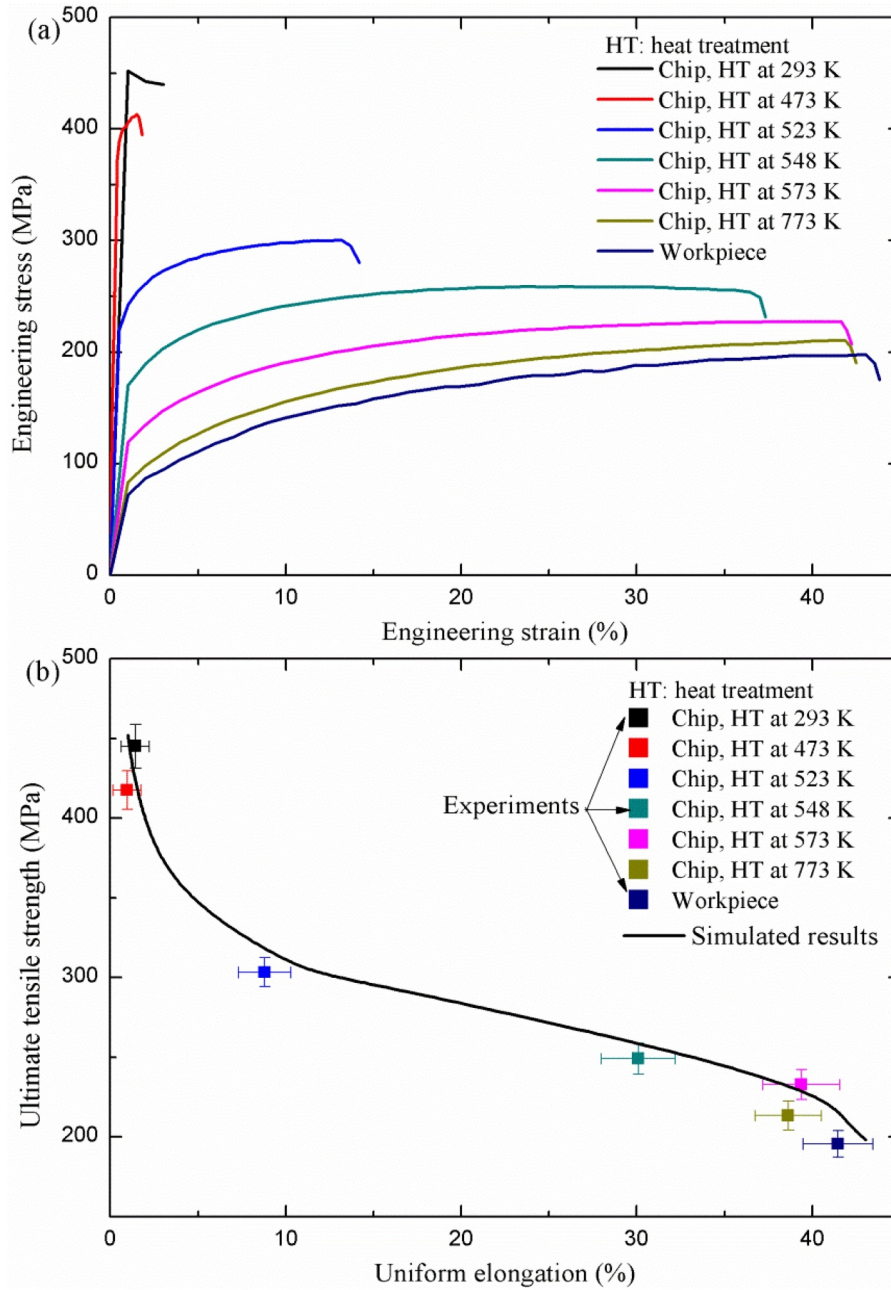 (a)
500
400
300
200
100
0
Engineering stress (MPa)
HT: heat treatment
Chip, HT at 293 K
Chip, HT at 473 K
Chip, HT at 523 K
Chip, HT at 548 K
Chip, HT at 573 K
Chip, HT at 773 K
Workpiece
0 10 20 30 40
Engineering strain (%)
(b)
500
400
300
200
Ultimate tensile strength (MPa)
HT: heat treatment
Chip, HT at 293 K
Chip, HT at 473 K
Chip, HT at 523 K
Experiments
Chip, HT at 548 K
Chip, HT at 573 K
Chip, HT at 773 K
Workpiece
Simulated results
0 10 20 30 40
Uniform elongation (%)